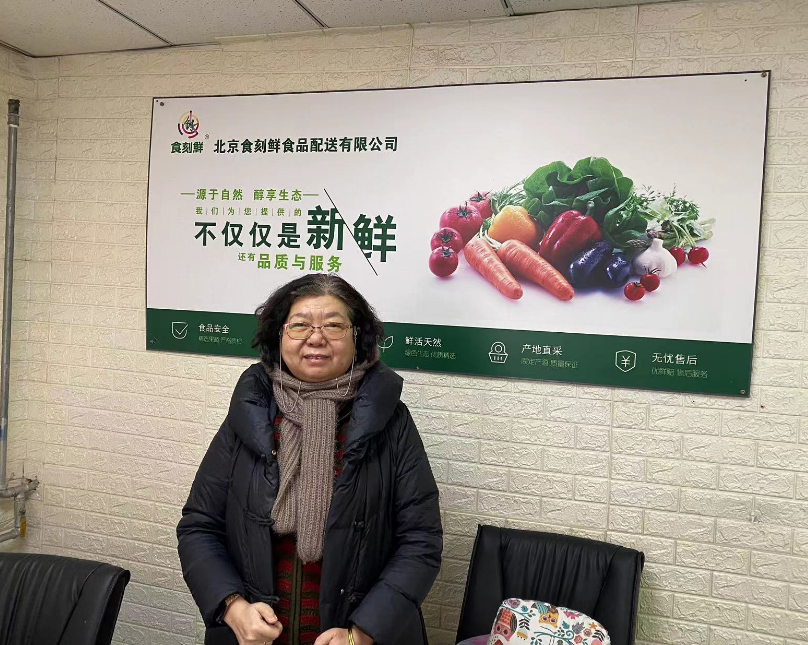 食刻鲜
北京食刻鲜食品配送有限公司
源于自然 醇享生态
我们为您提供的
不仅仅是新鲜
还有品质与服务
食品安全
鲜活天然
产地直采
无忧售后